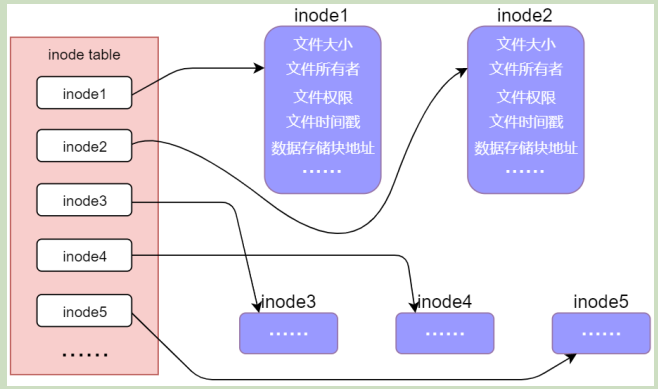 inode table
inode1
inode2
inode3
inode4
inode5
……
inode1
文件大小
文件所有者
文件权限
文件时间戳
数据存储块地址
……
inode2
文件大小
文件所有者
文件权限
文件时间戳
数据存储块地址
……
inode3
……
inode4
……
inode5
……